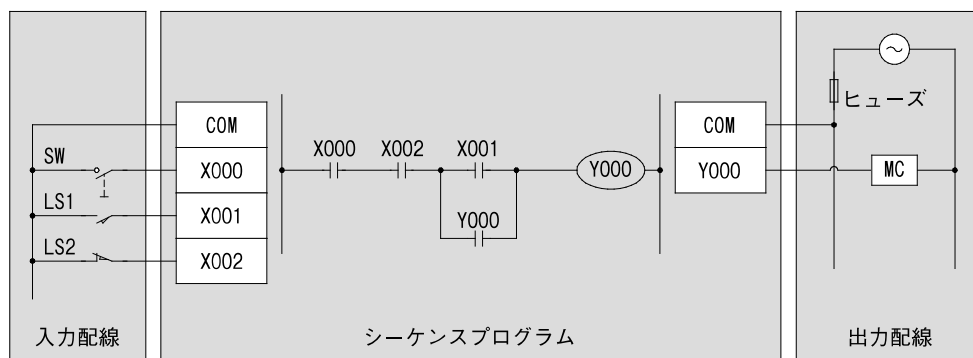 SW
LS1
LS2
COM
X000
X001
X002
入力配線
X000
X002
X001
Y000
Y000
シーケンスプログラム
COM
Y000
ヒューズ
MC
出力配線